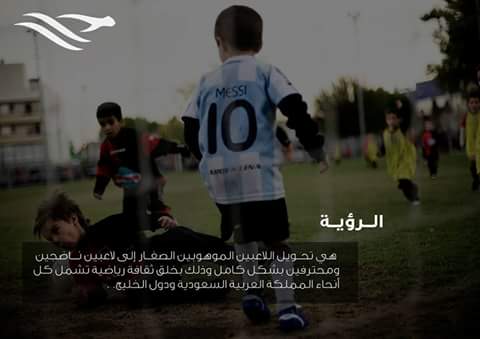 MESSI
10
الـرؤيـة
هي تحويل اللاعبين الموهوبين الصغار إلى لاعبين ناضجين
ومحترفين بشكل كامل وذلك بخلق ثقافة رياضية تشمل كل
أنحاء المملكة العربية السعودية ودول الخليج. .